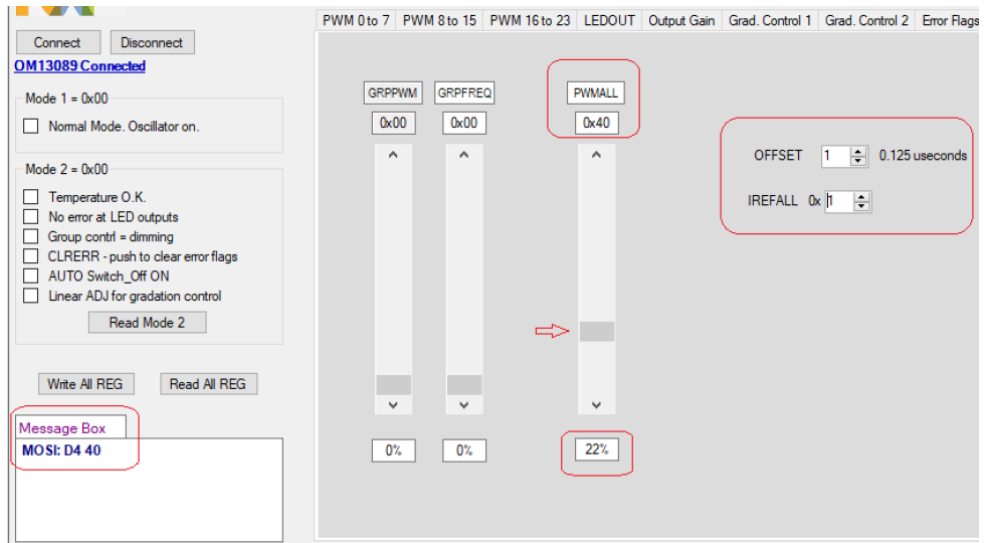 PWM 0 to 7 PWM 8 to 15 PWM 16 to 23 LEDOUT Output Gain Grad. Control 1 Grad. Control 2 Error Flags
Connect Disconnect
OM13089 Connected
Mode 1 = 0x00
Normal Mode. Oscillator on.
Mode 2 = 0x00
Temperature O.K.
No error at LED outputs
Group contrl = dimming
CLRERR - push to clear error flags
AUTO Switch_Off ON
Linear ADJ for gradation control
Read Mode 2
Write All REG Read All REG
Message Box
MOSI: D4 40
GRPPWM GRPFREQ PWMALL
0x00 0x00 0x40
0% 0% 22%
OFFSET 1 0.125 useconds
IREFALL 0x 1